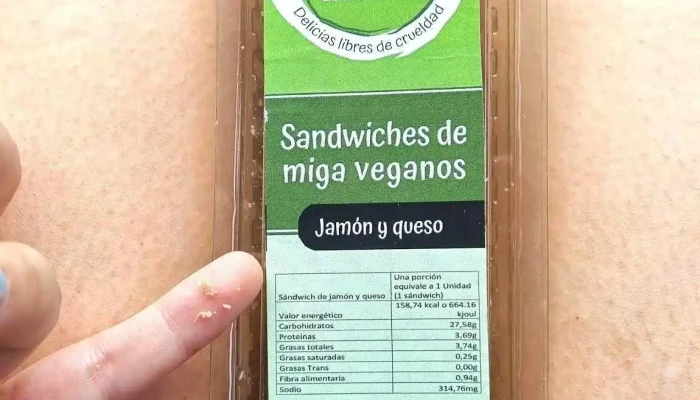 Delicias libres de crueldad
Sandwiches de
miga veganos
Jamón y queso
Una porción
equivale a 1 Unidad
Sándwich de jamón y queso (1 sándwich)
158,74 kcal o 664.16
Valor energético kjoul
Carbohidratos 27,58g
Proteínas 3,69g
Grasas totales 3,74g
Grasas saturadas 0,25g
Grasas Trans 0,00g
Fibra alimentaria 0,94g
Sodio 314,76mg